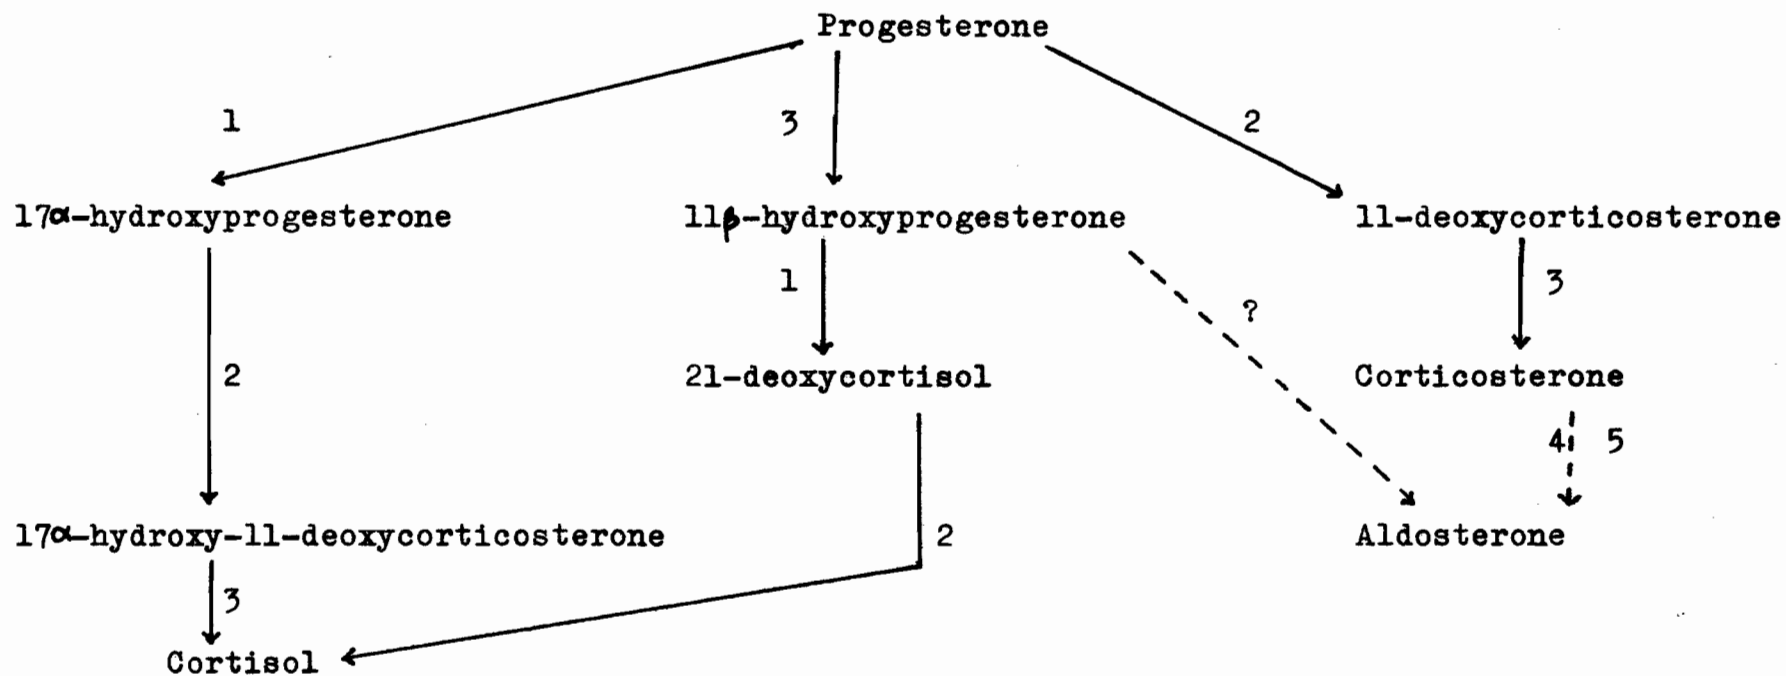 Progesterone
1 3 2
17α-hydroxyprogesterone 11β-hydroxyprogesterone 11-deoxycorticosterone
1 ? 3
2 21-deoxycortisol Corticosterone
4 5
17α-hydroxy-11-deoxycorticosterone 2 Aldosterone
3
Cortisol